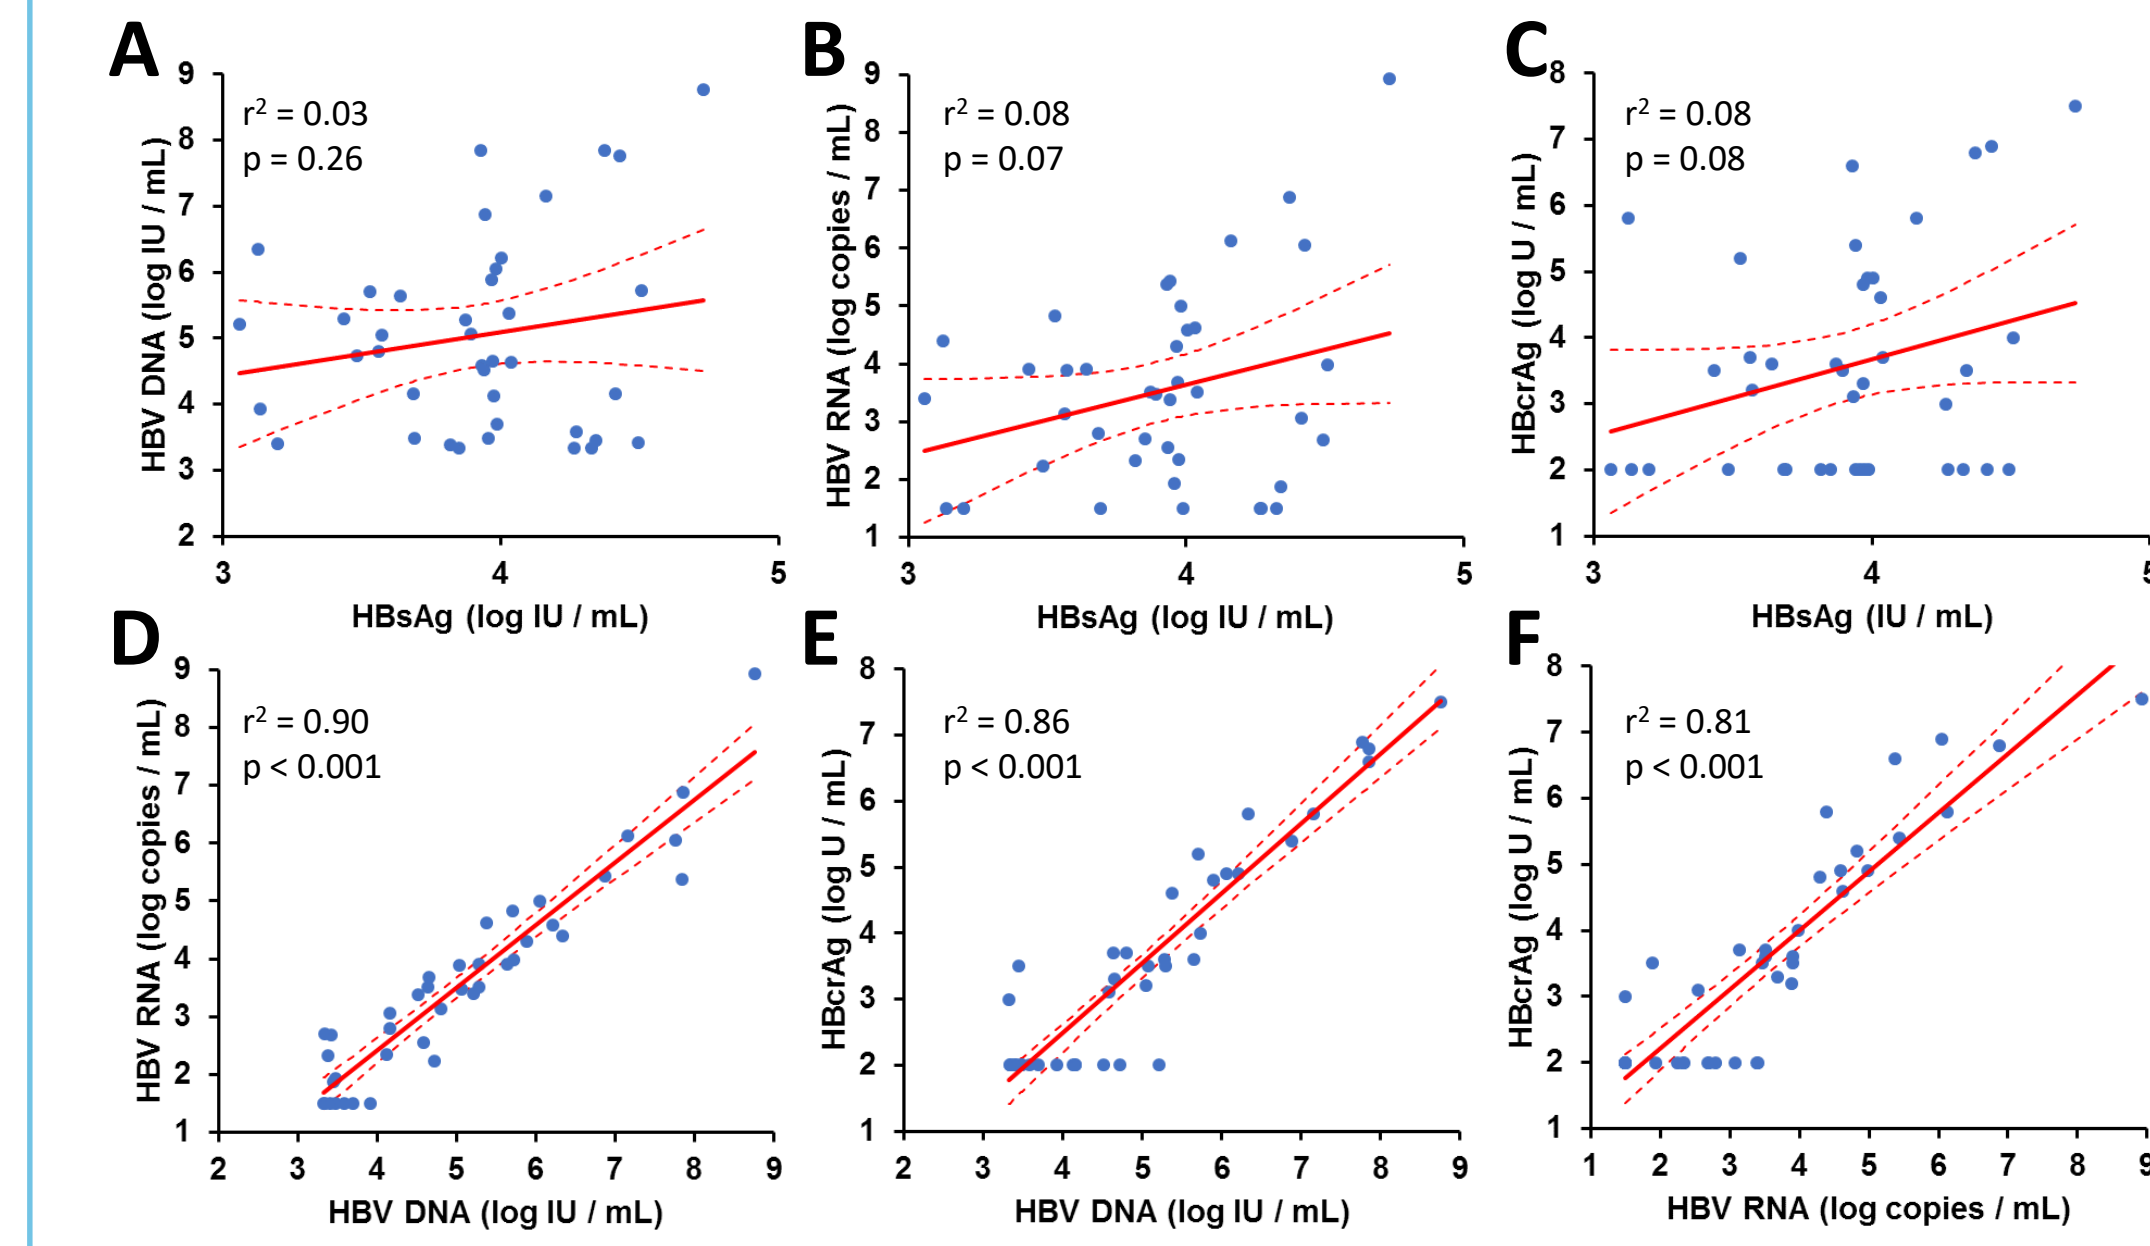 A
9
8
7
6
5
4
3
2
HBV DNA (log IU / mL)
r² = 0.03
p = 0.26
3 4 5
HBsAg (log IU / mL)
B
9
8
7
6
5
4
3
2
1
HBV RNA (log copies / mL)
r² = 0.08
p = 0.07
3 4 5
HBsAg (log IU / mL)
C
8
7
6
5
4
3
2
1
HBcrAg (log U / mL)
r² = 0.08
p = 0.08
3 4 5
HBsAg (IU / mL)
D
9
8
7
6
5
4
3
2
1
HBV RNA (log copies / mL)
r² = 0.90
p < 0.001
2 3 4 5 6 7 8 9
HBV DNA (log IU / mL)
E
8
7
6
5
4
3
2
1
HBcrAg (log U / mL)
r² = 0.86
p < 0.001
2 3 4 5 6 7 8 9
HBV DNA (log IU / mL)
F
8
7
6
5
4
3
2
1
HBcrAg (log U / mL)
r² = 0.81
p < 0.001
1 2 3 4 5 6 7 8 9
HBV RNA (log copies / mL)